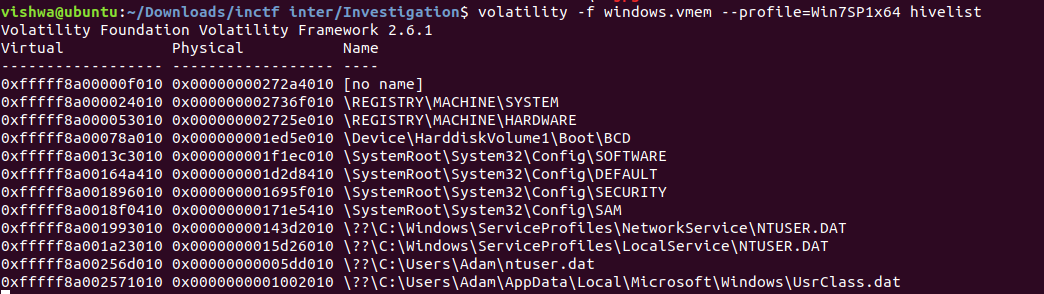 vishwa@ubuntu:~/Downloads/inctf inter/Investigation$ volatility -f windows.vmem --profile=Win7SP1x64 hivelist
Volatility Foundation Volatility Framework 2.6.1
Virtual            Physical           Name
------------------ ------------------ ----
0xfffff8a00000f010 0x00000000272a4010 [no name]
0xfffff8a000024010 0x000000002736f010 \REGISTRY\MACHINE\SYSTEM
0xfffff8a000053010 0x000000002725e010 \REGISTRY\MACHINE\HARDWARE
0xfffff8a00078a010 0x000000001ed5e010 \Device\HarddiskVolume1\Boot\BCD
0xfffff8a0013c3010 0x000000001f1ec010 \SystemRoot\System32\Config\SOFTWARE
0xfffff8a00164a410 0x000000001d2d8410 \SystemRoot\System32\Config\DEFAULT
0xfffff8a001896010 0x000000001695f010 \SystemRoot\System32\Config\SECURITY
0xfffff8a0018f0410 0x00000000171e5410 \SystemRoot\System32\Config\SAM
0xfffff8a001993010 0x00000000143d2010 \??\C:\Windows\ServiceProfiles\NetworkService\NTUSER.DAT
0xfffff8a001a23010 0x0000000015d26010 \??\C:\Windows\ServiceProfiles\LocalService\NTUSER.DAT
0xfffff8a00256d010 0x00000000005dd010 \??\C:\Users\Adam\ntuser.dat
0xfffff8a002571010 0x0000000001002010 \??\C:\Users\Adam\AppData\Local\Microsoft\Windows\UsrClass.dat